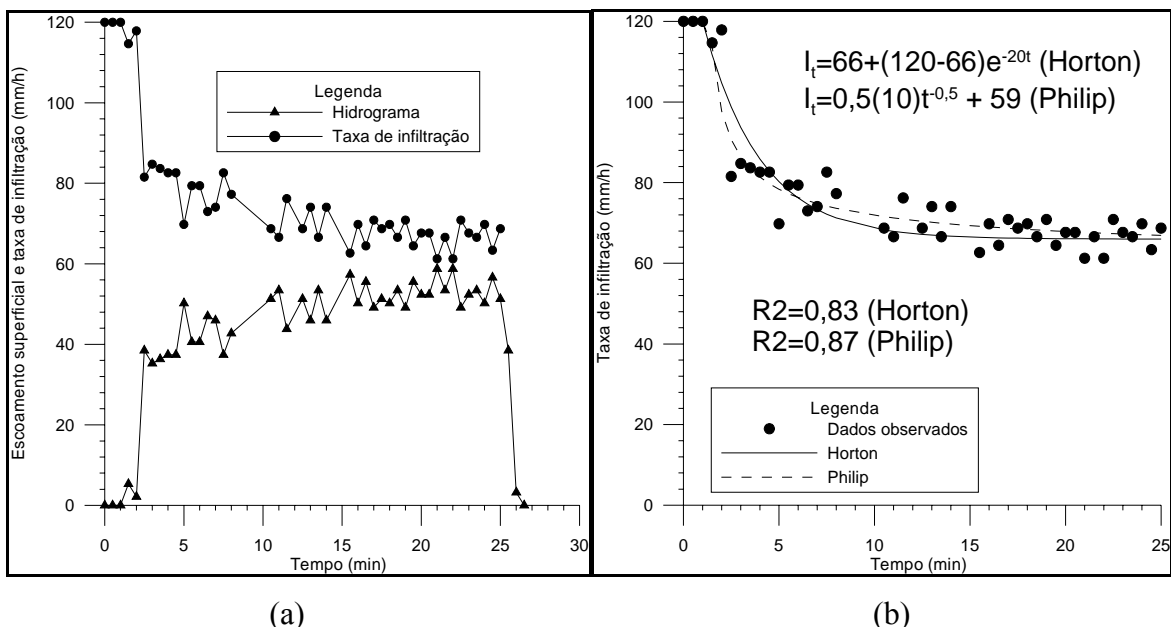 Escoamento superficial e taxa de infiltração (mm/h)
120
100
80
60
40
20
0
0 5 10 15 20 25 30
Tempo (min)
Legenda
Hidrograma
Taxa de infiltração
(a)
Taxa de infiltração (mm/h)
120
100
80
60
40
20
0
0 5 10 15 20 25
Tempo (min)
I_t=66+(120-66)e^-20t (Horton)
I_t=0,5(10)t^-0,5 + 59 (Philip)
R2=0,83 (Horton)
R2=0,87 (Philip)
Legenda
Dados observados
Horton
Philip
(b)